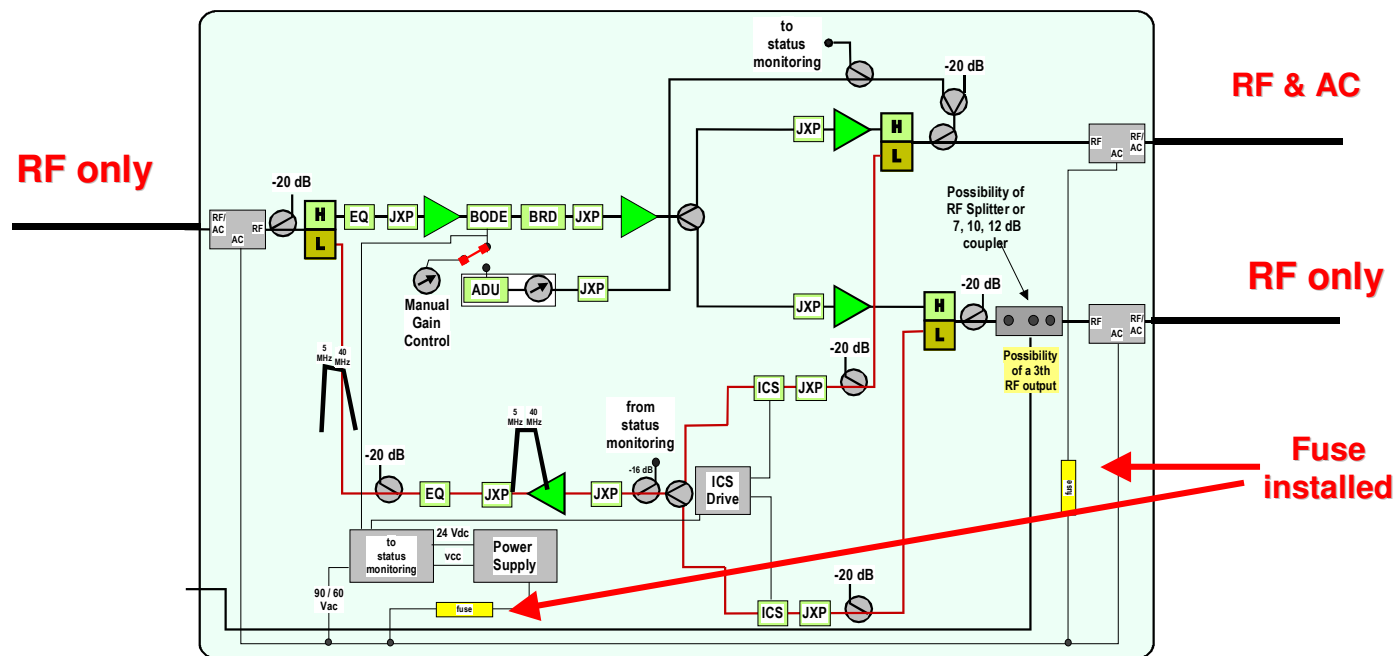 to
status
monitoring
-20 dB
RF & AC
JXP
H
L
RF
RF/
AC
AC
RF only
-20 dB
RF/
AC
RF
AC
H
L
EQ
JXP
BODE
BRD
JXP
Possibility of
RF Splitter or
7, 10, 12 dB
coupler
Manual
Gain
Control
ADU
JXP
JXP
H
L
-20 dB
RF
RF/
AC
AC
RF only
Possibility
of a 3th
RF output
5
MHz
40
MHz
-20 dB
ICS
JXP
from
status
monitoring
5
MHz
40
MHz
-20 dB
EQ
JXP
JXP
-16 dB
ICS
Drive
fuse
Fuse
installed
to
status
monitoring
24 Vdc
vcc
Power
Supply
90 / 60
Vac
fuse
-20 dB
ICS
JXP